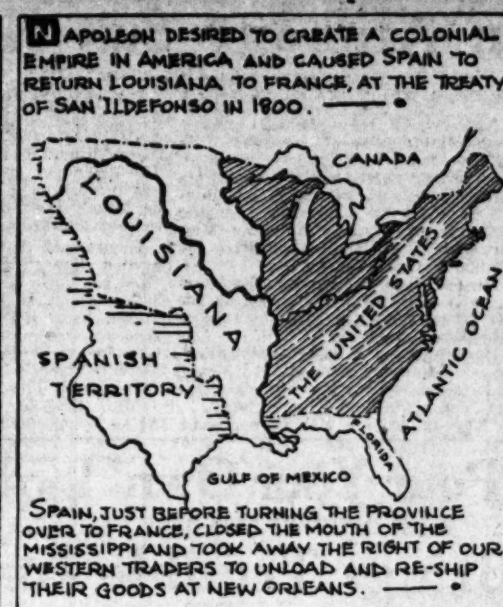 NAPOLEON DESIRED TO CREATE A COLONIAL
EMPIRE IN AMERICA AND CAUSED SPAIN TO
RETURN LOUISIANA TO FRANCE, AT THE TREATY
OF SAN ILDEFONSO IN 1800.
CANADA
LOUISIANA
THE UNITED STATES
SPANISH
TERRITORY
ATLANTIC OCEAN
FLORIDA
GULF OF MEXICO
SPAIN, JUST BEFORE TURNING THE PROVINCE
OVER TO FRANCE, CLOSED THE MOUTH OF THE
MISSISSIPPI AND TOOK AWAY THE RIGHT OF OUR
WESTERN TRADERS TO UNLOAD AND RE-SHIP
THEIR GOODS AT NEW ORLEANS.